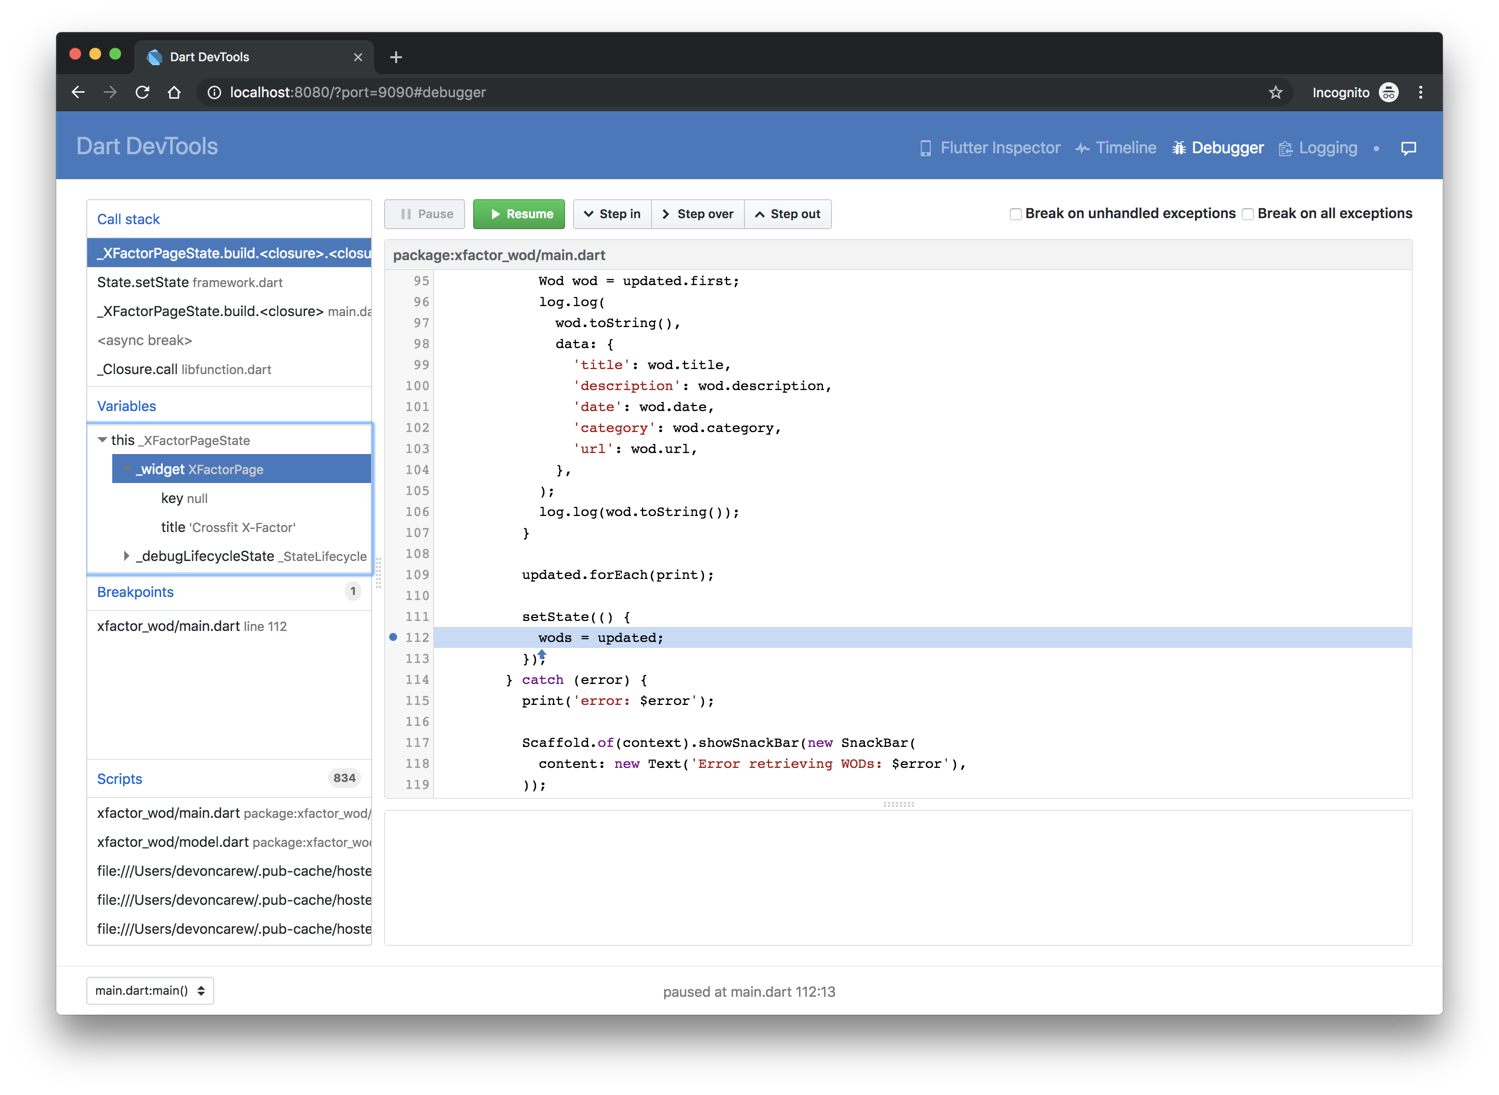 Dart DevTools
localhost:8080/?port=9090#debugger
Incognito
Dart DevTools
Flutter Inspector
Timeline
Debugger
Logging
Call stack
_XFactorPageState.build.<closure>.<closu
State.setState framework.dart
_XFactorPageState.build.<closure> main.da
<async break>
_Closure.call libfunction.dart
Variables
this _XFactorPageState
_widget XFactorPage
key null
title 'Crossfit X-Factor'
_debugLifecycleState _StateLifecycle
Breakpoints 1
xfactor_wod/main.dart line 112
Scripts 834
xfactor_wod/main.dart package:xfactor_wod/
xfactor_wod/model.dart package:xfactor_wo
file:///Users/devoncarew/.pub-cache/hoste
file:///Users/devoncarew/.pub-cache/hoste
file:///Users/devoncarew/.pub-cache/hoste
Pause
Resume
Step in
Step over
Step out
Break on unhandled exceptions
Break on all exceptions
package:xfactor_wod/main.dart
95 Wod wod = updated.first;
96 log.log(
97 wod.toString(),
98 data: {
99 'title': wod.title,
100 'description': wod.description,
101 'date': wod.date,
102 'category': wod.category,
103 'url': wod.url,
104 },
105 );
106 log.log(wod.toString());
107 }
108
109 updated.forEach(print);
110
111 setState(() {
112 wods = updated;
113 });
114 } catch (error) {
115 print('error: $error');
116
117 Scaffold.of(context).showSnackBar(new SnackBar(
118 content: new Text('Error retrieving WODs: $error'),
119 ));
main.dart:main()
paused at main.dart 112:13